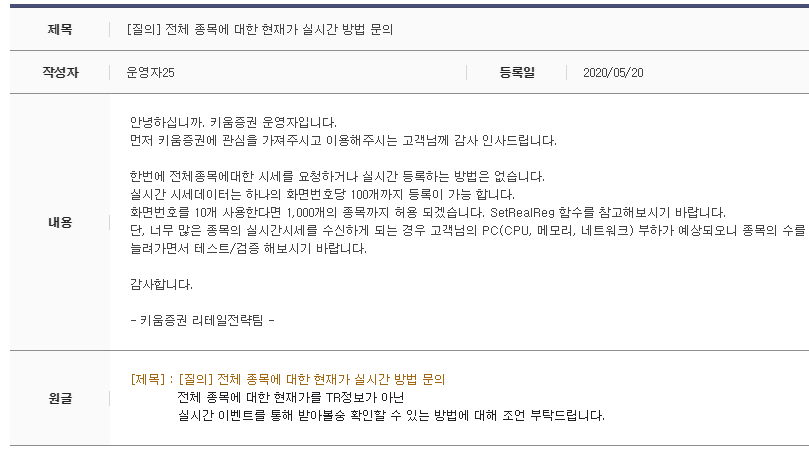 제목 [질의] 전체 종목에 대한 현재가 실시간 방법 문의
작성자 운영자25 등록일 2020/05/20
안녕하십니까. 키움증권 운영자입니다.
먼저 키움증권에 관심을 가져주시고 이용해주시는 고객님께 감사 인사드립니다.
한번에 전체종목에대한 시세를 요청하거나 실시간 등록하는 방법은 없습니다.
실시간 시세데이터는 하나의 화면번호당 100개까지 등록이 가능 합니다.
내용 화면번호를 10개 사용한다면 1,000개의 종목까지 허용 되겠습니다. SetRealReg 함수를 참고해보시기 바랍니다.
단, 너무 많은 종목의 실시간시세를 수신하게 되는 경우 고객님의 PC(CPU, 메모리, 네트워크) 부하가 예상되오니 종목의 수를
늘려가면서 테스트/검증 해보시기 바랍니다.
감사합니다.
- 키움증권 리테일전략팀 -
[제목] : [질의] 전체 종목에 대한 현재가 실시간 방법 문의
원글 전체 종목에 대한 현재가를 TR정보가 아닌
실시간 이벤트를 통해 받아볼숭 확인할 수 있는 방법에 대해 조언 부탁드립니다.